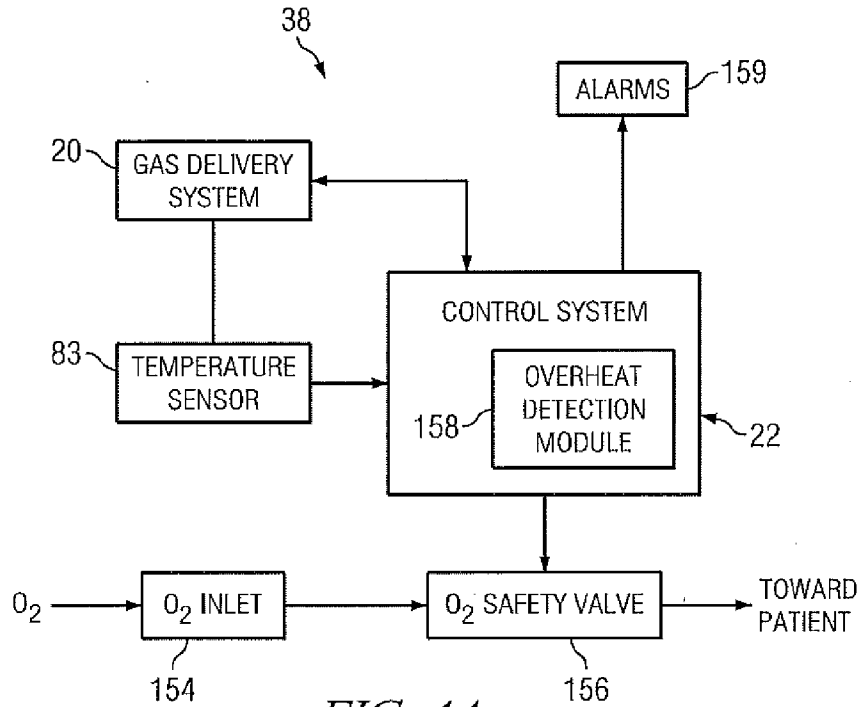 38
ALARMS
159
20
GAS DELIVERY
SYSTEM
CONTROL SYSTEM
83
TEMPERATURE
SENSOR
OVERHEAT
DETECTION
MODULE
158
22
O2
O2 INLET
O2 SAFETY VALVE
TOWARD
PATIENT
154
156